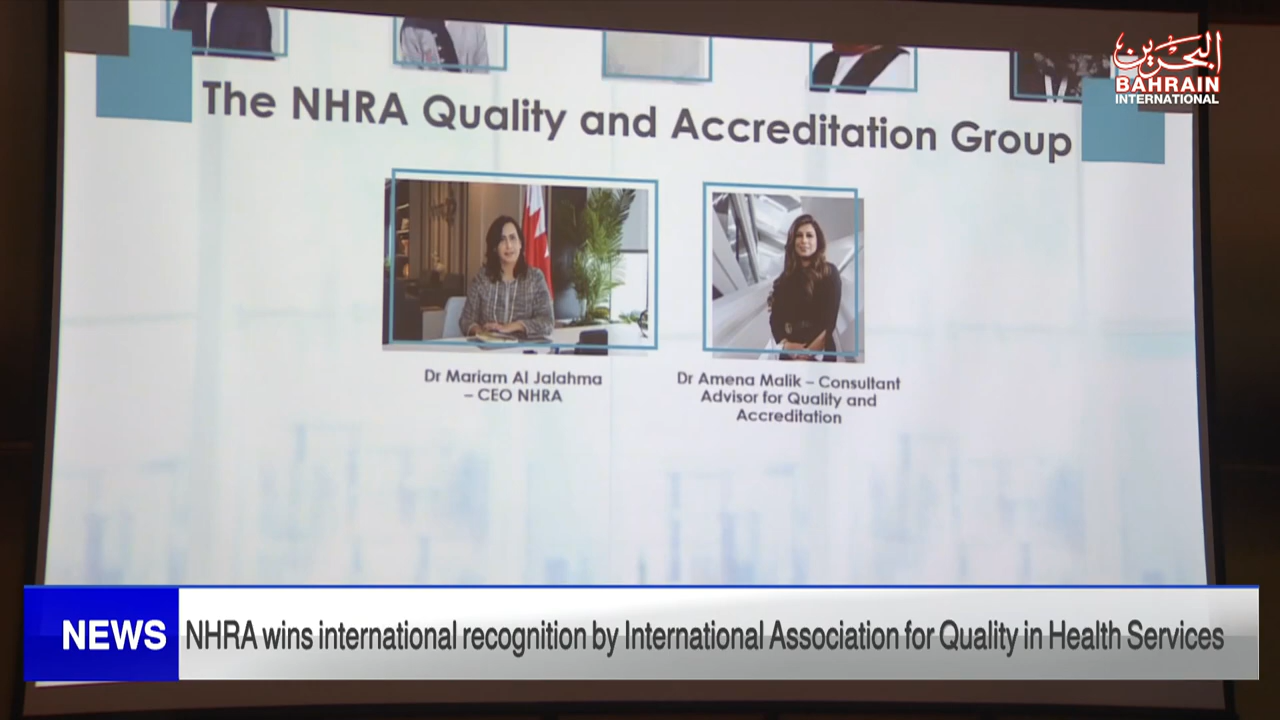 البحرين
BAHRAIN
INTERNATIONAL
The NHRA Quality and Accreditation Group
Dr Mariam Al Jalahma
– CEO NHRA
Dr Amena Malik – Consultant
Advisor for Quality and
Accreditation
NEWS
NHRA wins international recognition by International Association for Quality in Health Services